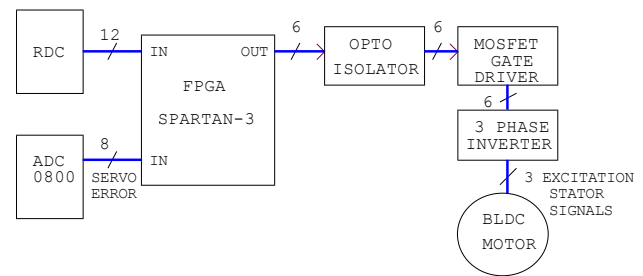 RDC
12
IN
OUT
FPGA
SPARTAN-3
6
OPTO
ISOLATOR
6
MOSFET
GATE
DRIVER
6
3 PHASE
INVERTER
ADC
0800
8
IN
SERVO
ERROR
3 EXCITATION
STATOR
SIGNALS
BLDC
MOTOR